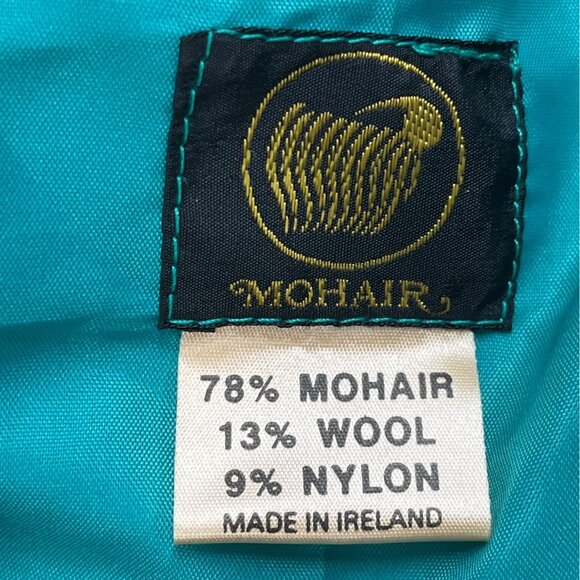 MOHAIR
78% MOHAIR
13% WOOL
9% NYLON
MADE IN IRELAND